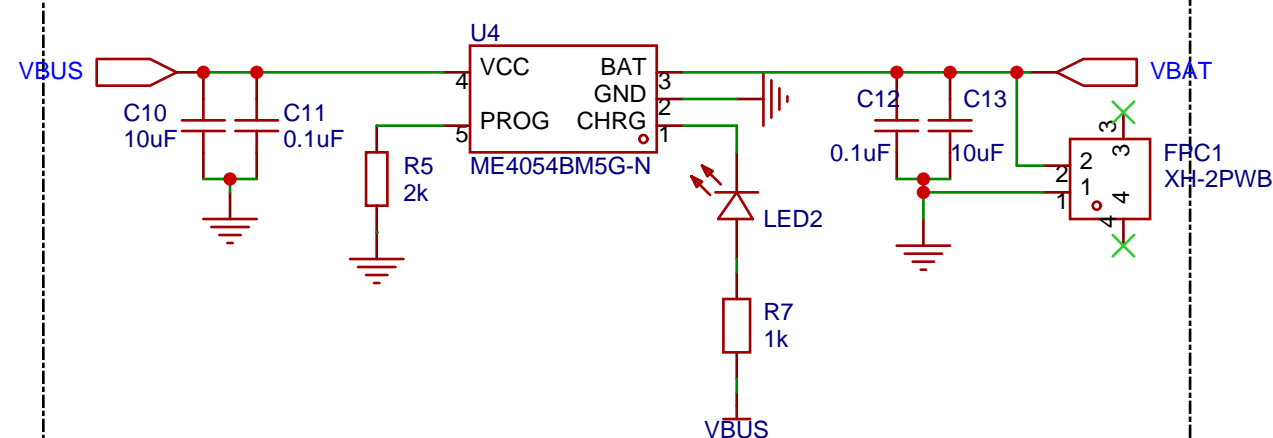 U4
VBUS
VCC
4
BAT
3
VBAT
GND
2
C10
10uF
C11
0.1uF
5
PROG
CHRG
1
ME4054BM5G-N
R5
2k
C12
0.1uF
C13
10uF
3
3
FPC1
XH-2PWB
2
2
1
1
4
4
LED2
R7
1k
VBUS